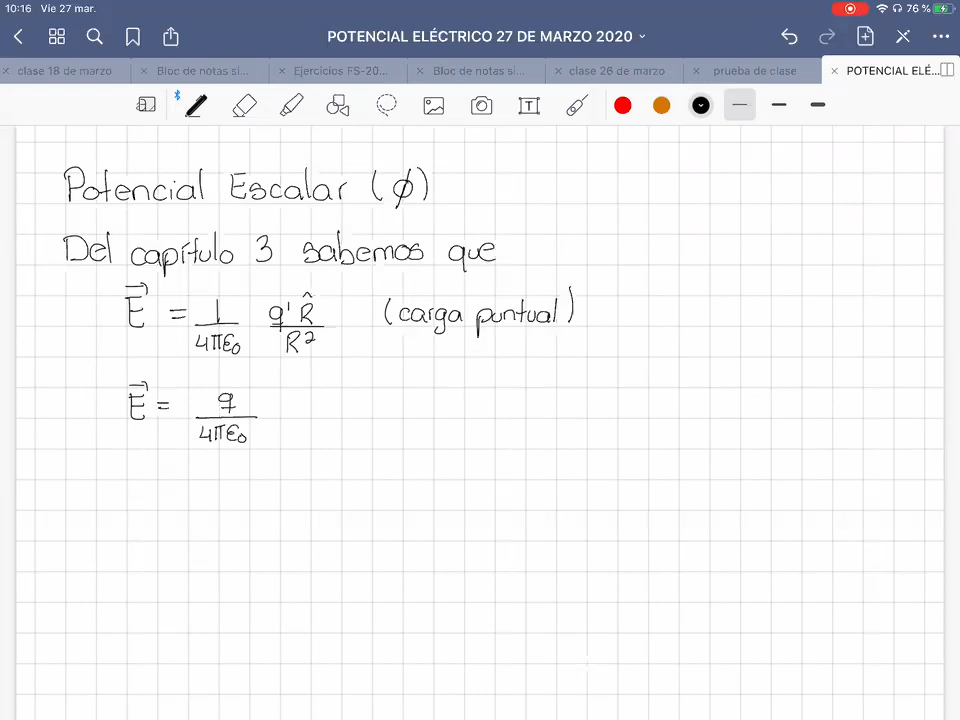 10:16 Vie 27 mar. 76 %
POTENCIAL ELÉCTRICO 27 DE MARZO 2020
clase 18 de marzo Bloc de notas si... Ejercicios FS-20... Bloc de notas si... clase 26 de marzo prueba de clase POTENCIAL ELÉ...
T
Potencial Escalar (ϕ)
Del capítulo 3 sabemos que
E⃗ = 1/4πε₀ q' R̂/R² (carga puntual)
E⃗ = q/4πε₀